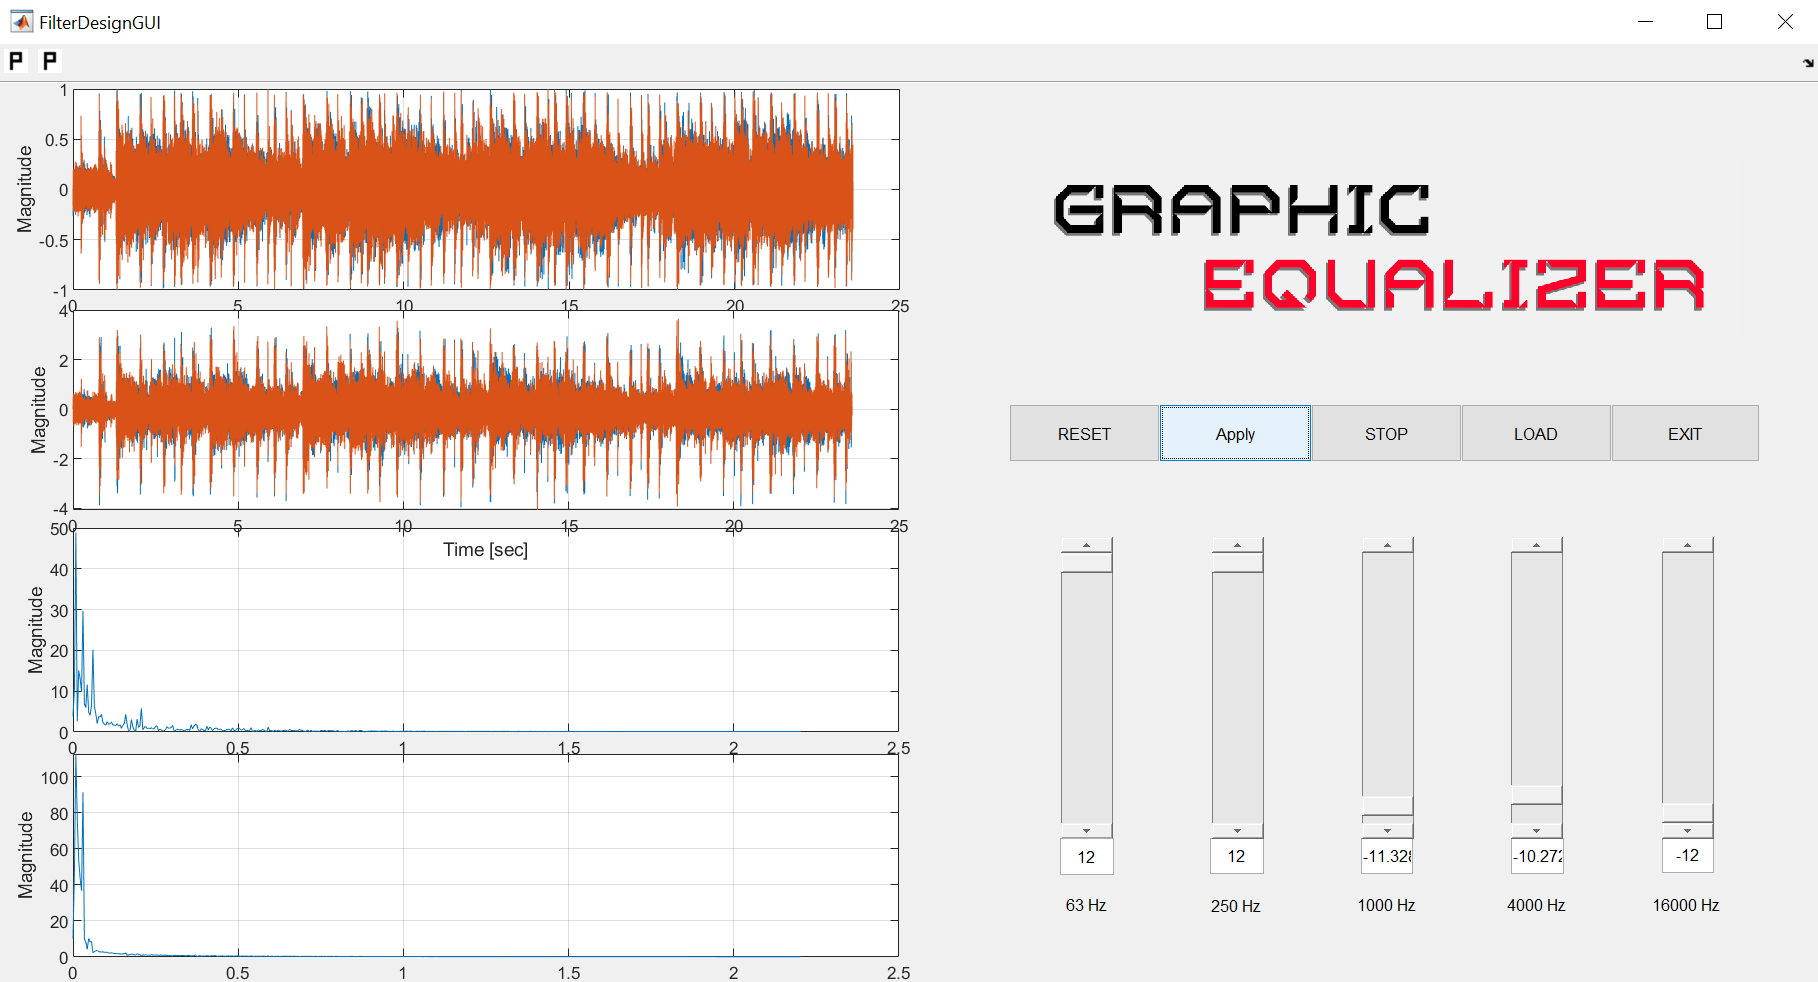 FilterDesignGUI
P P
1
0.5
0
-0.5
-1
Magnitude
0 5 10 15 20 25
4
2
0
-2
-4
Magnitude
0 5 10 15 20 25
Time [sec]
50
40
30
20
10
0
Magnitude
0 0.5 1 1.5 2 2.5
100
80
60
40
20
0
Magnitude
0 0.5 1 1.5 2 2.5
GRAPHIC
EQUALIZER
RESET Apply STOP LOAD EXIT
12 12 -11.328 -10.272 -12
63 Hz 250 Hz 1000 Hz 4000 Hz 16000 Hz